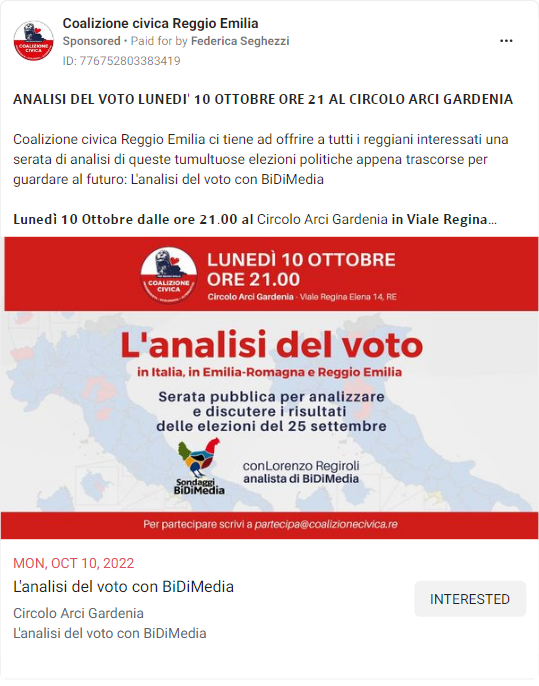 Coalizione civica Reggio Emilia
Sponsored • Paid for by Federica Seghezzi
ID: 776752803383419
ANALISI DEL VOTO LUNEDI' 10 OTTOBRE ORE 21 AL CIRCOLO ARCI GARDENIA
Coalizione civica Reggio Emilia ci tiene ad offrire a tutti i reggiani interessati una
serata di analisi di queste tumultuose elezioni politiche appena trascorse per
guardare al futuro: L'analisi del voto con BiDiMedia
Lunedì 10 Ottobre dalle ore 21.00 al Circolo Arci Gardenia in Viale Regina...
COALIZIONE
CIVICA
LUNEDÌ 10 OTTOBRE
ORE 21.00
Circolo Arci Gardenia - Viale Regina Elena 14, RE
L'analisi del voto
in Italia, in Emilia-Romagna e Reggio Emilia
Serata pubblica per analizzare
e discutere i risultati
delle elezioni del 25 settembre
Sondaggi
BiDiMedia
conLorenzo Regiroli
analista di BiDiMedia
Per partecipare scrivi a partecipa@coalizionecivica.re
MON, OCT 10, 2022
L'analisi del voto con BiDiMedia
Circolo Arci Gardenia
L'analisi del voto con BiDiMedia
INTERESTED